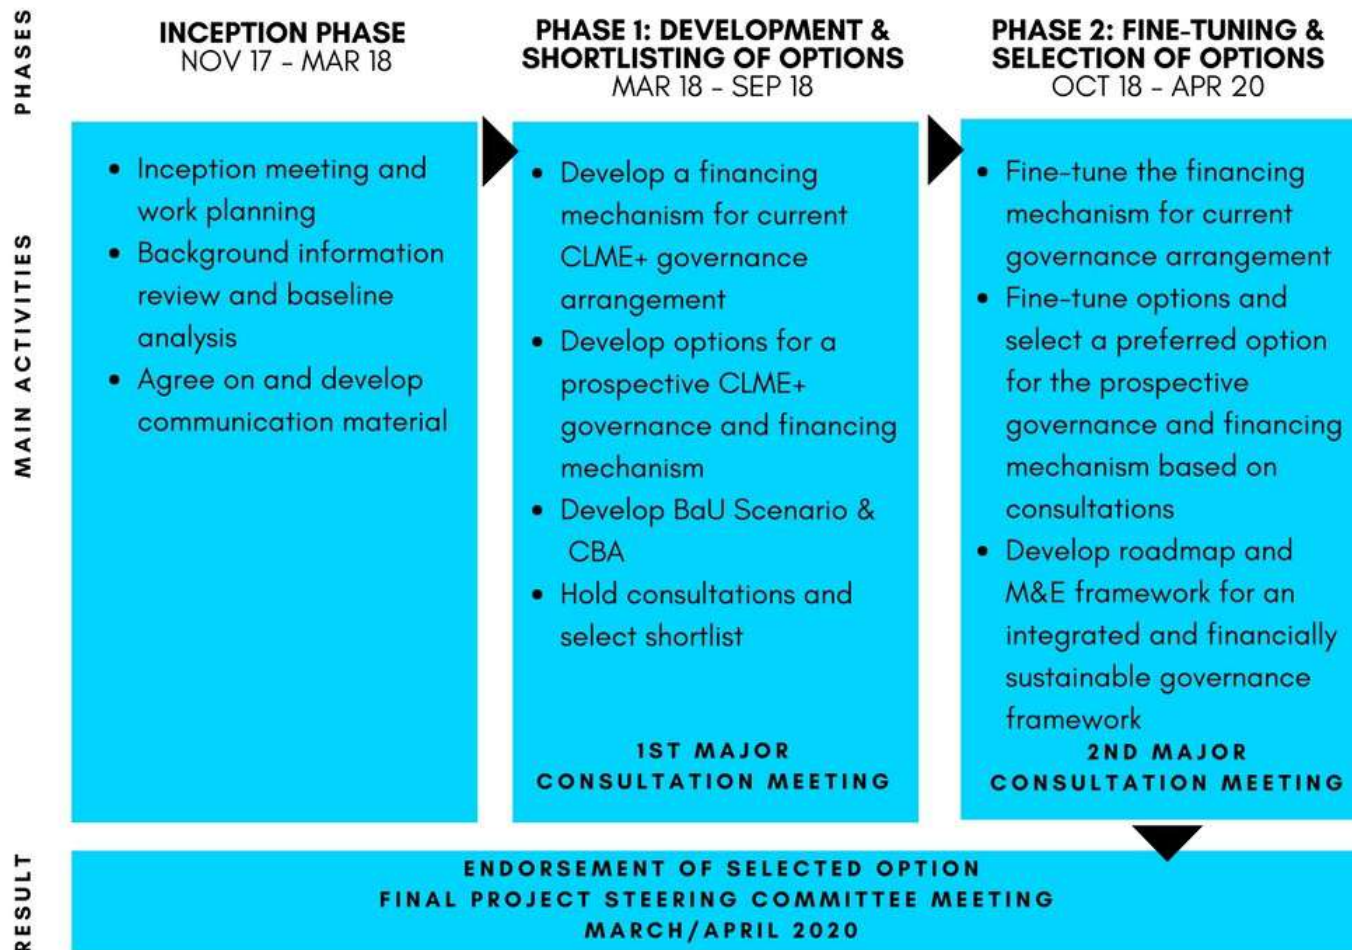 PHASES
INCEPTION PHASE
NOV 17 - MAR 18
PHASE 1: DEVELOPMENT &
SHORTLISTING OF OPTIONS
MAR 18 - SEP 18
PHASE 2: FINE-TUNING &
SELECTION OF OPTIONS
OCT 18 - APR 20
MAIN ACTIVITIES
• Inception meeting and
work planning
• Background information
review and baseline
analysis
• Agree on and develop
communication material
• Develop a financing
mechanism for current
CLME+ governance
arrangement
• Develop options for a
prospective CLME+
governance and financing
mechanism
• Develop BaU Scenario &
CBA
• Hold consultations and
select shortlist
1ST MAJOR
CONSULTATION MEETING
• Fine-tune the financing
mechanism for current
governance arrangement
• Fine-tune options and
select a preferred option
for the prospective
governance and financing
mechanism based on
consultations
• Develop roadmap and
M&E framework for an
integrated and financially
sustainable governance
framework
2ND MAJOR
CONSULTATION MEETING
RESULT
ENDORSEMENT OF SELECTED OPTION
FINAL PROJECT STEERING COMMITTEE MEETING
MARCH/APRIL 2020